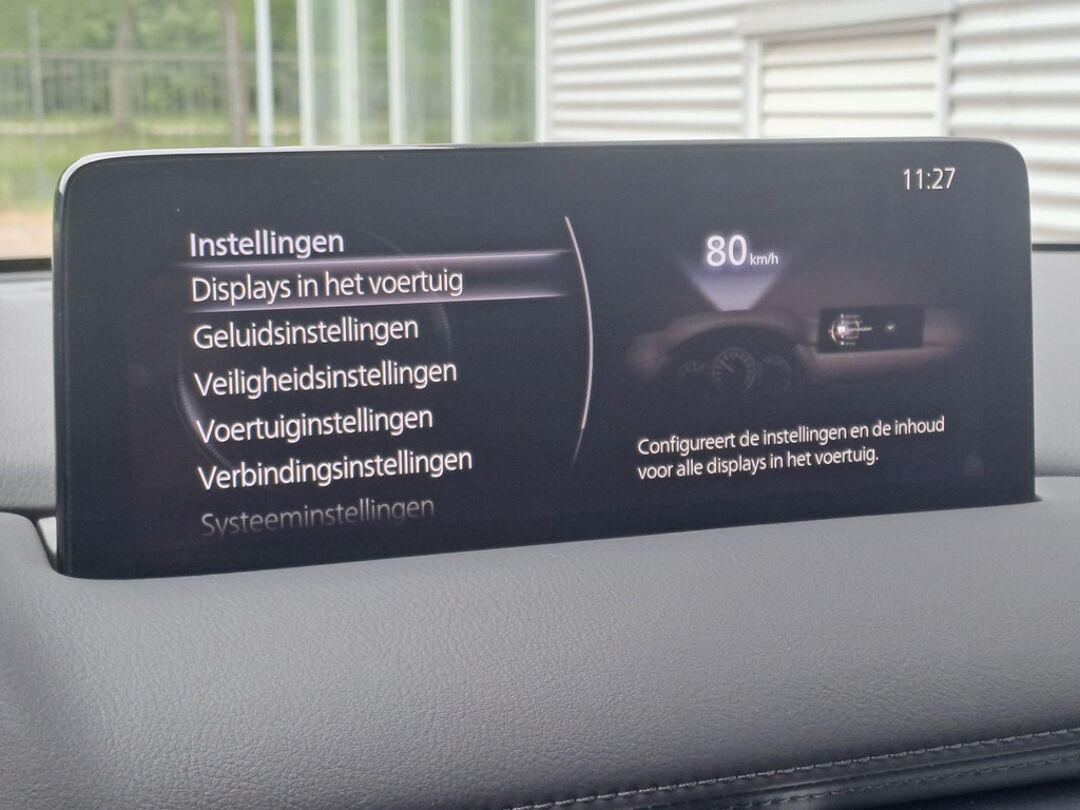 11:27
Instellingen
Displays in het voertuig
Geluidsinstellingen
Veiligheidsinstellingen
Voertuiginstellingen
Verbindingsinstellingen
Systeeminstellingen
80 km/h
Configureert de instellingen en de inhoud
voor alle displays in het voertuig.